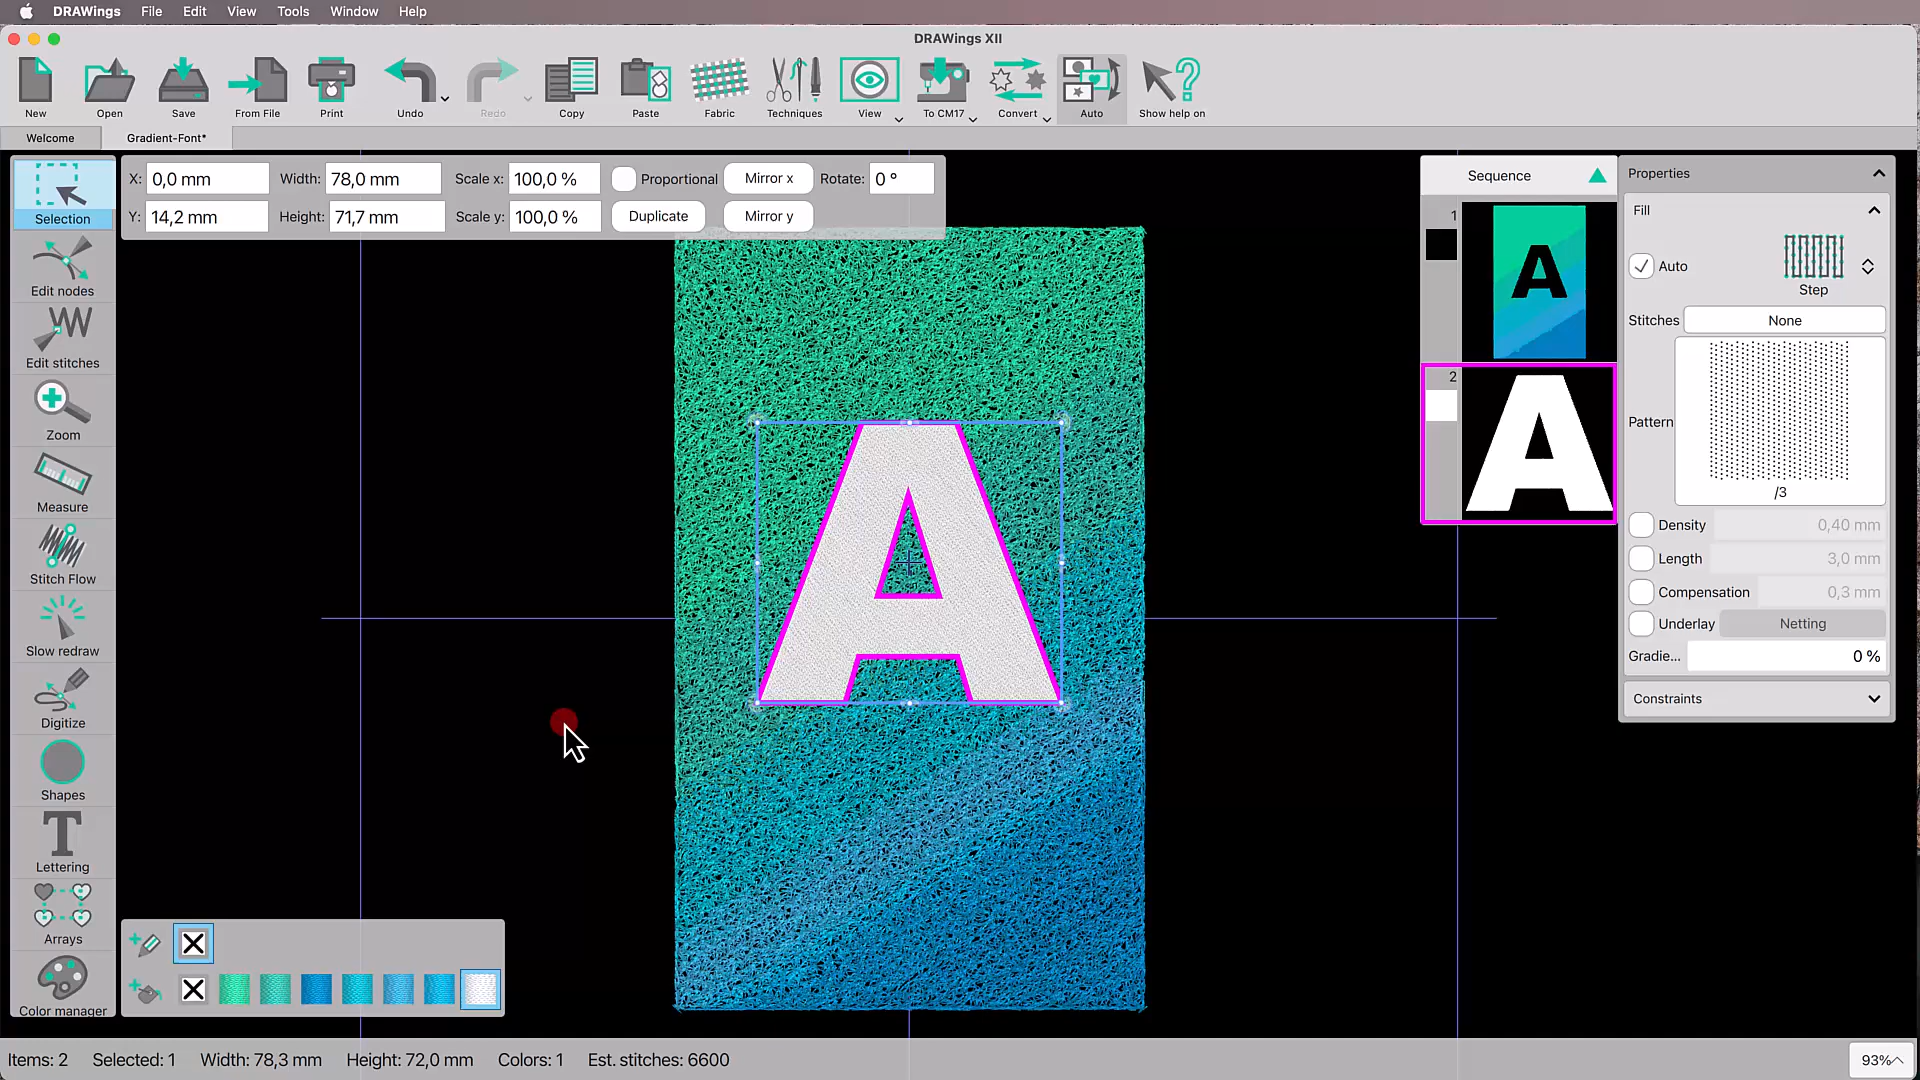 DRAWings File Edit View Tools Window Help
DRAWings XII
New Open Save From File Print Undo Redo Copy Paste Fabric Techniques View To CM17 Convert Auto Show help on
Welcome Gradient-Font*
Selection
Edit nodes
Edit stitches
Zoom
Measure
Stitch Flow
Slow redraw
Digitize
Shapes
Lettering
Arrays
Color manager
X: 0,0 mm Width: 78,0 mm Scale x: 100,0 % Proportional Mirror x Rotate: 0 °
Y: 14,2 mm Height: 71,7 mm Scale y: 100,0 % Duplicate Mirror y
A
Sequence
1
A
2
A
Properties
Fill
Auto
Step
Stitches None
Pattern
/3
Density 0,40 mm
Length 3,0 mm
Compensation 0,3 mm
Underlay Netting
Gradie... 0 %
Constraints
Items: 2 Selected: 1 Width: 78,3 mm Height: 72,0 mm Colors: 1 Est. stitches: 6600
93%